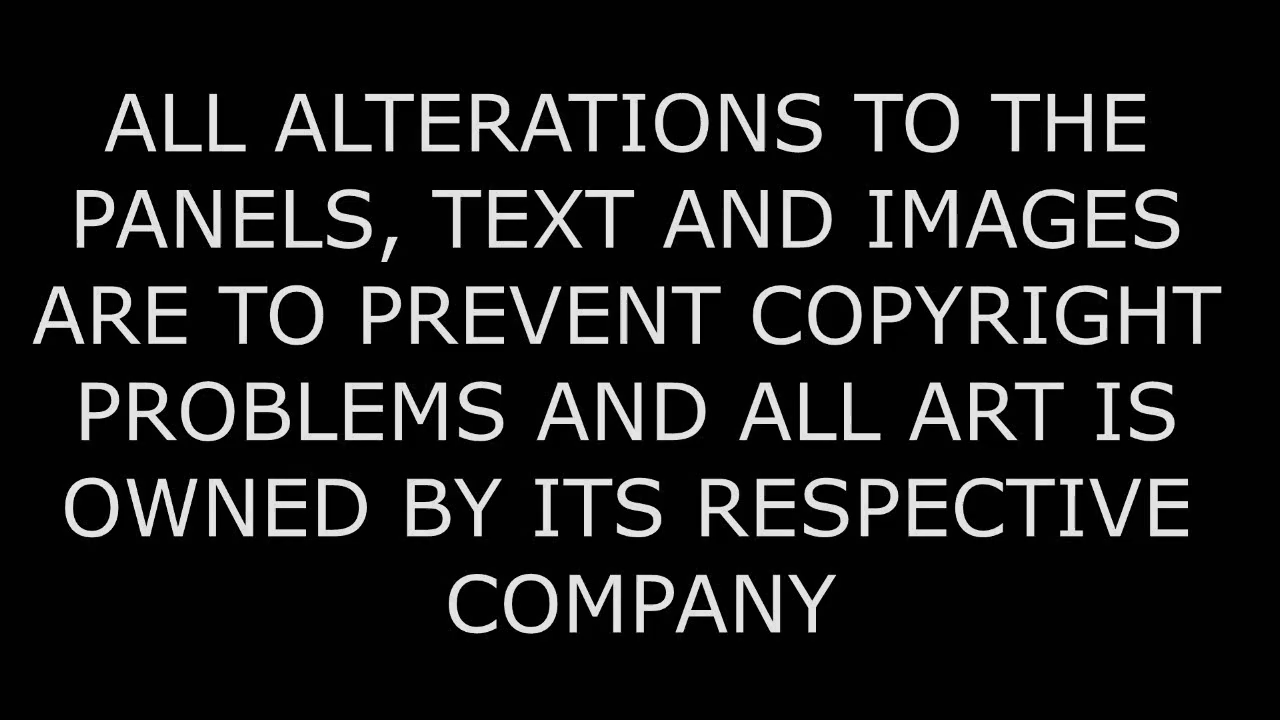 ALL ALTERATIONS TO THE
PANELS, TEXT AND IMAGES
ARE TO PREVENT COPYRIGHT
PROBLEMS AND ALL ART IS
OWNED BY ITS RESPECTIVE
COMPANY